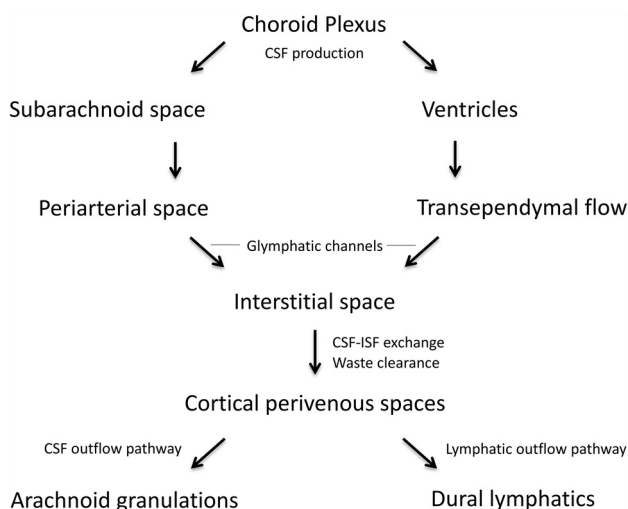 Choroid Plexus
CSF production
Subarachnoid space
Ventricles
Periarterial space
Transependymal flow
Glymphatic channels
Interstitial space
CSF-ISF exchange
Waste clearance
Cortical perivenous spaces
CSF outflow pathway
Lymphatic outflow pathway
Arachnoid granulations
Dural lymphatics